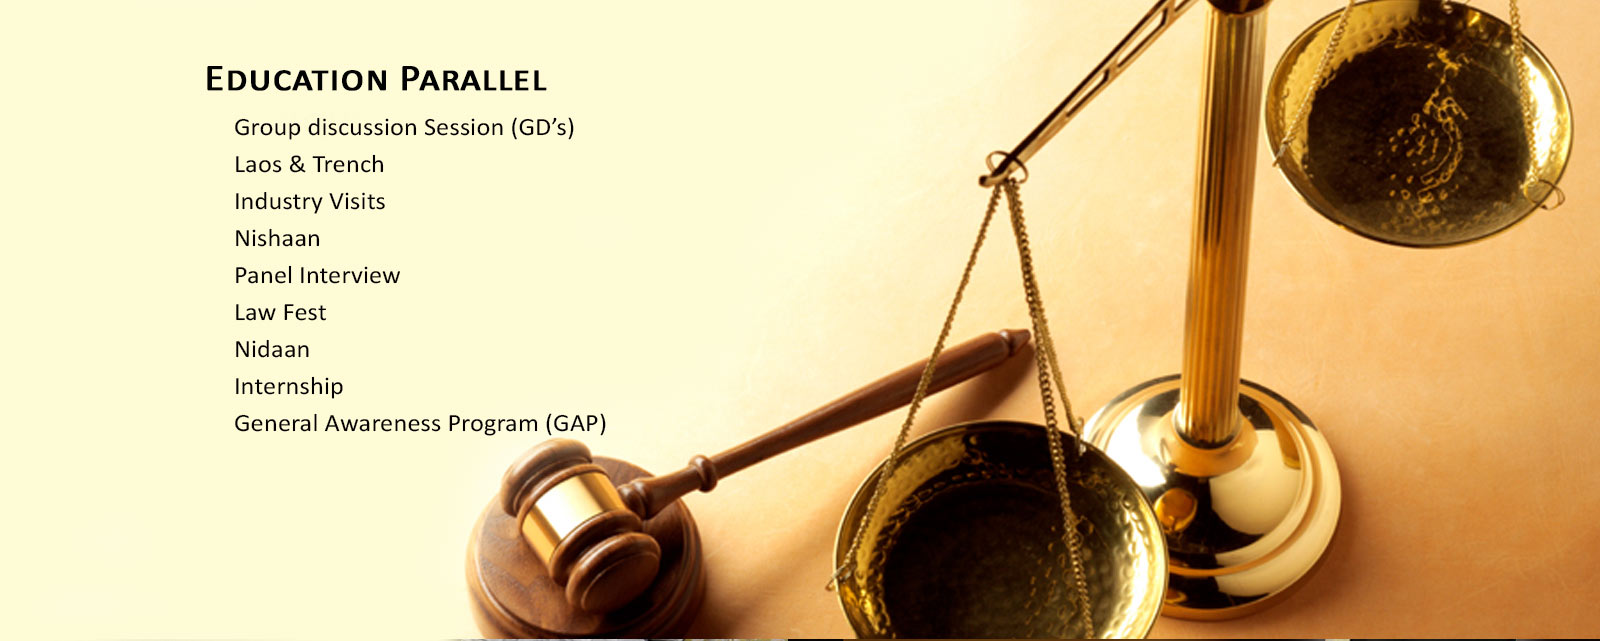 Education Parallel
Group discussion Session (GD’s)
Laos & Trench
Industry Visits
Nishaan
Panel Interview
Law Fest
Nidaan
Internship
General Awareness Program (GAP)